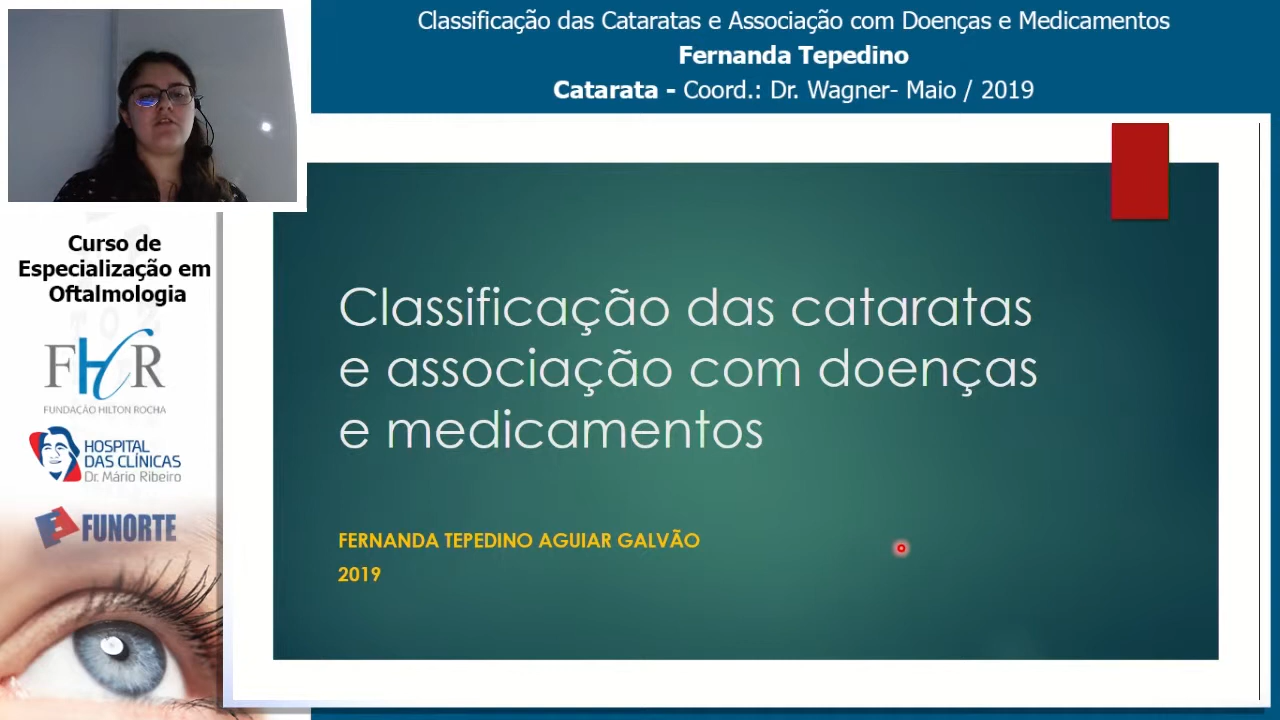 Classificação das Cataratas e Associação com Doenças e Medicamentos
Fernanda Tepedino
Catarata - Coord.: Dr. Wagner- Maio / 2019
Curso de
Especialização em
Oftalmologia
FHR
FUNDAÇÃO HILTON ROCHA
HOSPITAL
DAS CLÍNICAS
Dr. Mário Ribeiro
FUNORTE
Classificação das cataratas
e associação com doenças
e medicamentos
FERNANDA TEPEDINO AGUIAR GALVÃO
2019